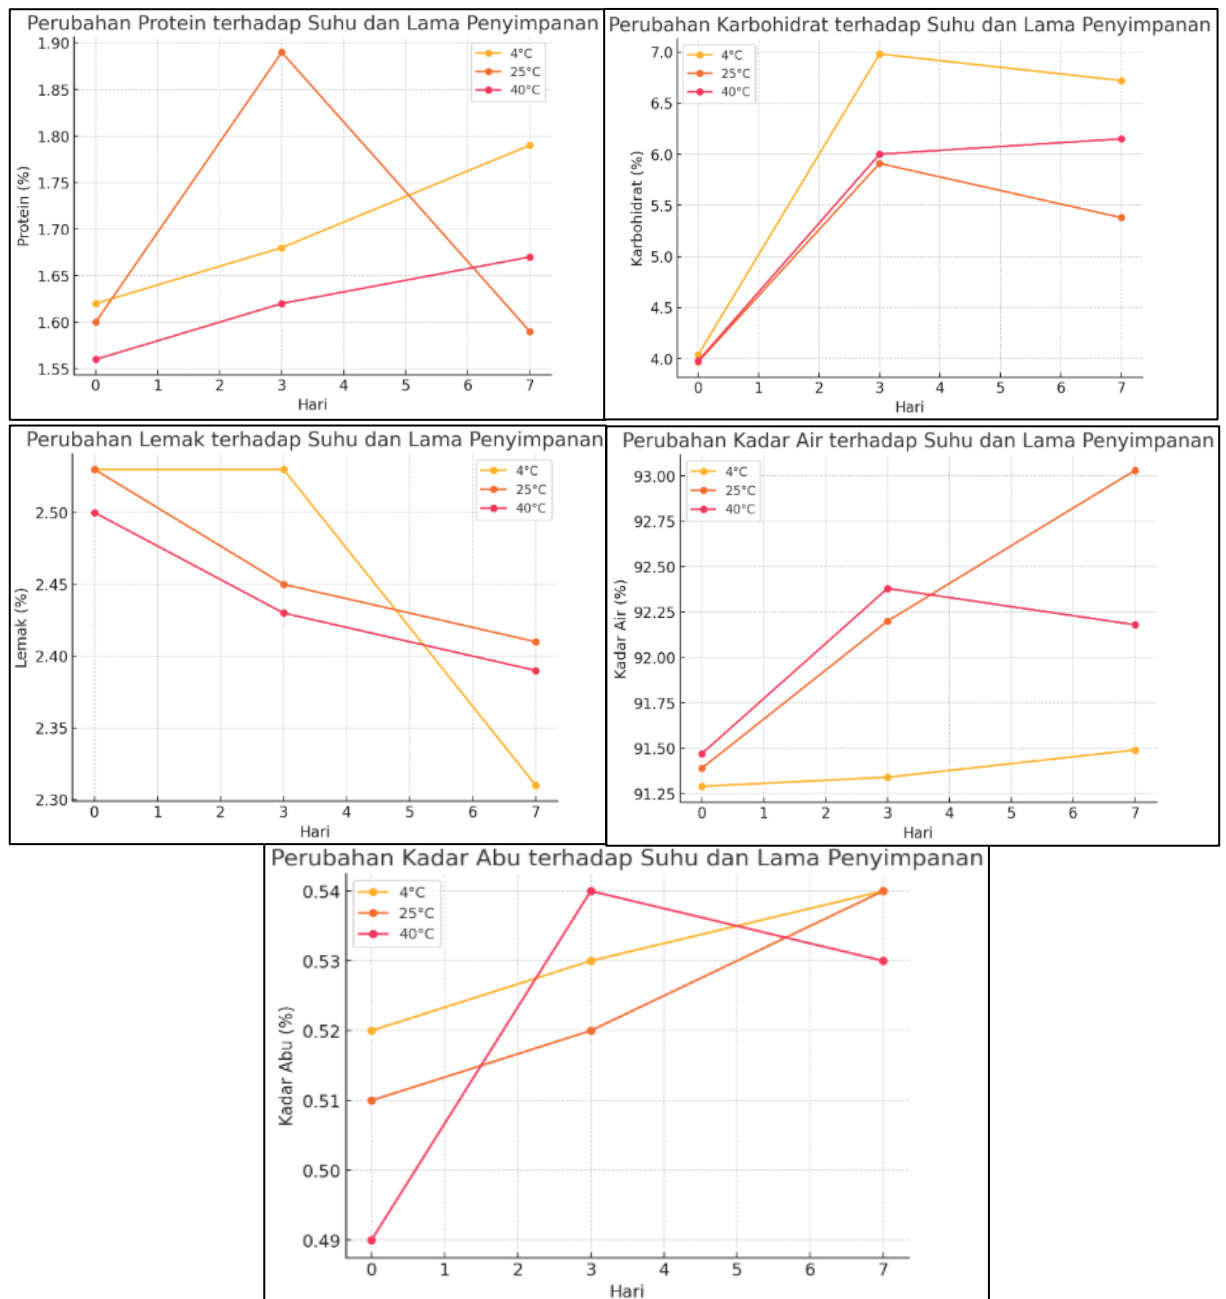 Perubahan Protein terhadap Suhu dan Lama Penyimpanan
1.90
1.85
1.80
1.75
1.70
1.65
1.60
1.55
Protein (%)
4°C
25°C
40°C
0 1 2 3 4 5 6 7
Hari
Perubahan Karbohidrat terhadap Suhu dan Lama Penyimpanan
7.0
6.5
6.0
5.5
5.0
4.5
4.0
Karbohidrat (%)
4°C
25°C
40°C
0 1 2 3 4 5 6 7
Hari
Perubahan Lemak terhadap Suhu dan Lama Penyimpanan
2.50
2.45
2.40
2.35
2.30
Lemak (%)
4°C
25°C
40°C
0 1 2 3 4 5 6 7
Hari
Perubahan Kadar Air terhadap Suhu dan Lama Penyimpanan
93.00
92.75
92.50
92.25
92.00
91.75
91.50
91.25
Kadar Air (%)
4°C
25°C
40°C
0 1 2 3 4 5 6 7
Hari
Perubahan Kadar Abu terhadap Suhu dan Lama Penyimpanan
0.54
0.53
0.52
0.51
0.50
0.49
Kadar Abu (%)
4°C
25°C
40°C
0 1 2 3 4 5 6 7
Hari